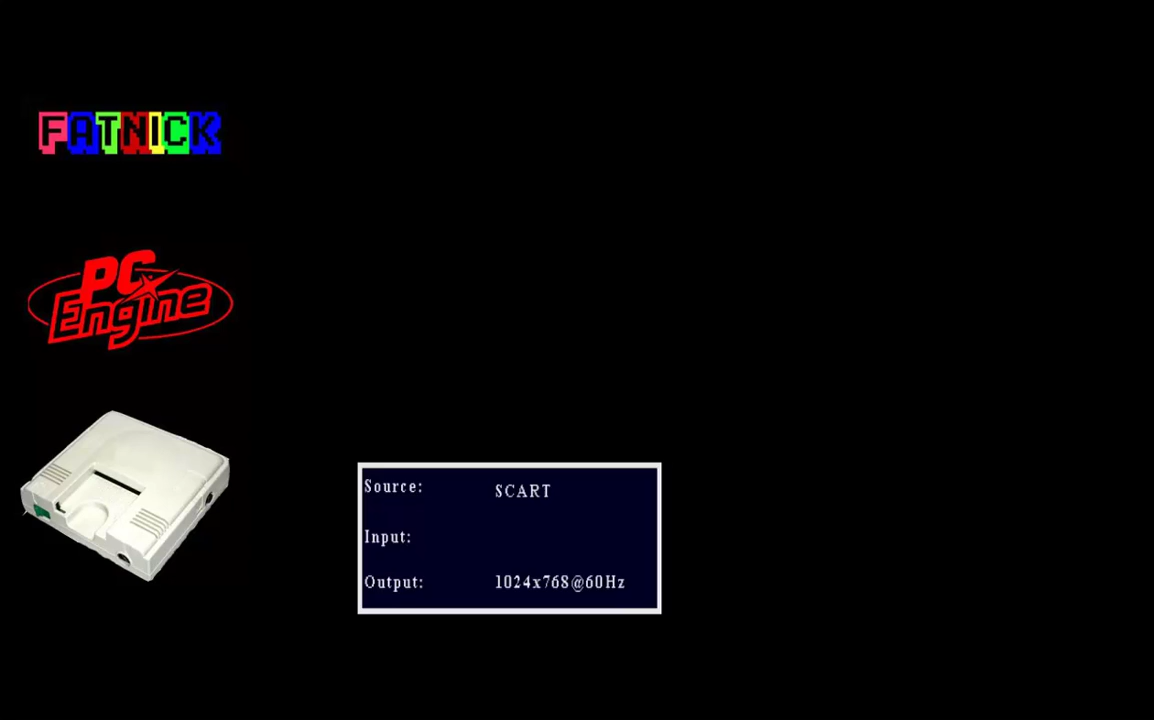 FATNICK
PC
Engine
Source: SCART
Input:
Output: 1024x768@60Hz